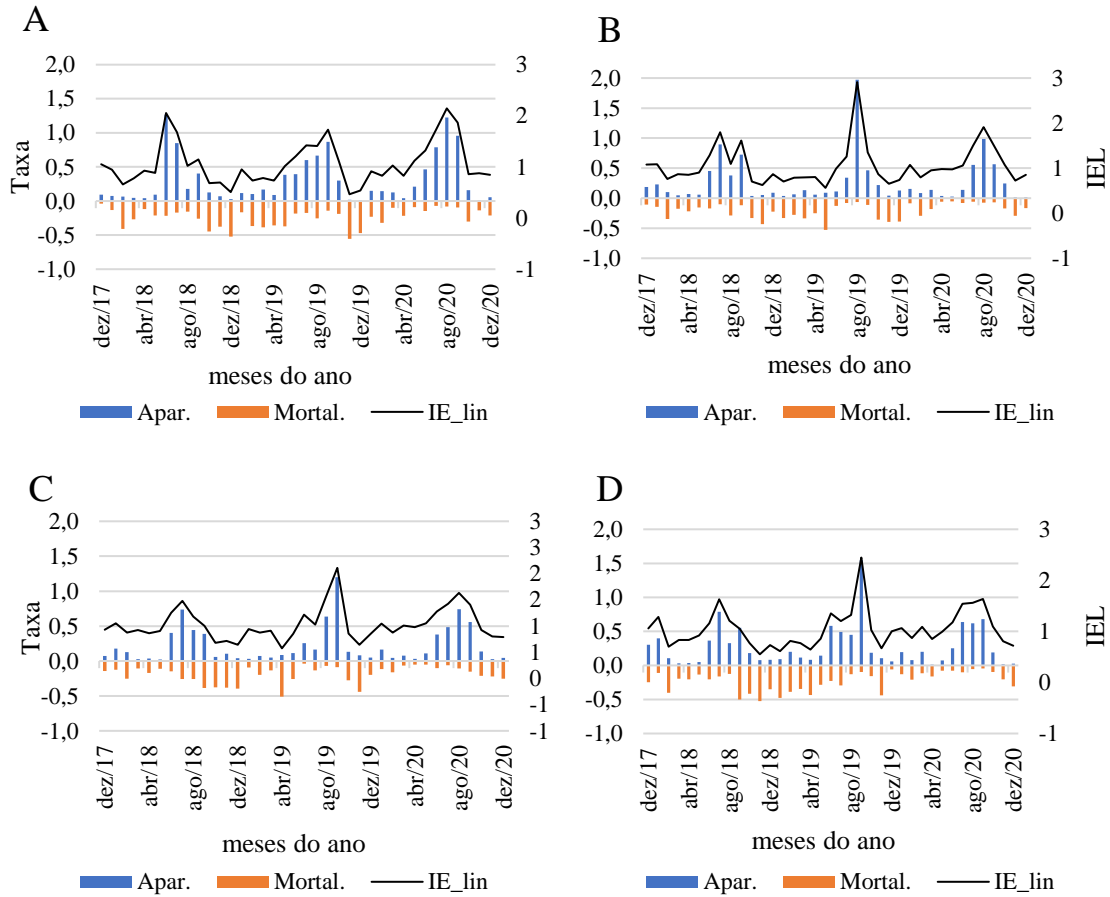 A
Taxa
2,0
1,5
1,0
0,5
0,0
-0,5
-1,0
3
2
1
0
-1
dez/17
abr/18
ago/18
dez/18
abr/19
ago/19
dez/19
abr/20
ago/20
dez/20
meses do ano
Apar. Mortal. IE_lin
B
2,0
1,5
1,0
0,5
0,0
-0,5
-1,0
3
2
1
0
-1
IEL
dez/17
abr/18
ago/18
dez/18
abr/19
ago/19
dez/19
abr/20
ago/20
dez/20
meses do ano
Apar. Mortal. IE_lin
C
Taxa
2,0
1,5
1,0
0,5
0,0
-0,5
-1,0
3
3
2
2
1
1
0
-1
-1
dez/17
abr/18
ago/18
dez/18
abr/19
ago/19
dez/19
abr/20
ago/20
dez/20
meses do ano
Apar. Mortal. IE_lin
D
2,0
1,5
1,0
0,5
0,0
-0,5
-1,0
3
2
1
0
-1
IEL
dez/17
abr/18
ago/18
dez/18
abr/19
ago/19
dez/19
abr/20
ago/20
dez/20
meses do ano
Apar. Mortal. IE_lin